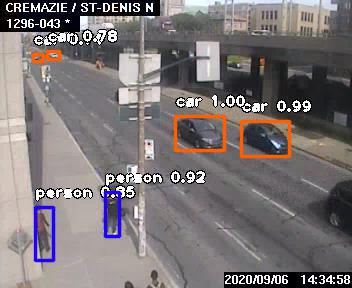 CREMAZIE / ST-DENIS N
1296-043 *
car 0.78
car 1.00
car 0.99
person 0.92
person 0.85
2020/09/06 14:34:58